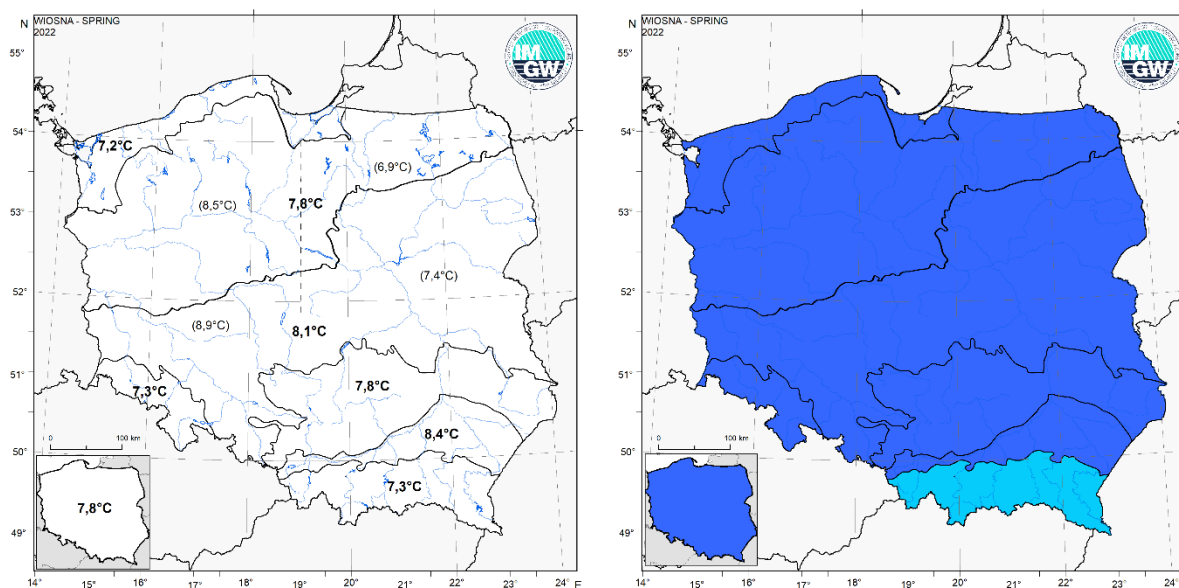 N
WIOSNA - SPRING
2022
IM
GW
55°
54°
53°
52°
51°
50°
49°
7,2°C
(6,9°C)
(8,5°C)
7,8°C
(7,4°C)
(8,9°C)
8,1°C
7,3°C
7,8°C
8,4°C
7,3°C
0 100 km
7,8°C
14° 15° 16° 17° 18° 19° 20° 21° 22° 23° E
N
WIOSNA - SPRING
2022
IM
GW
55°
54°
53°
52°
51°
50°
49°
0 100 km
14° 15° 16° 17° 18° 19° 20° 21° 22° 23° 24°